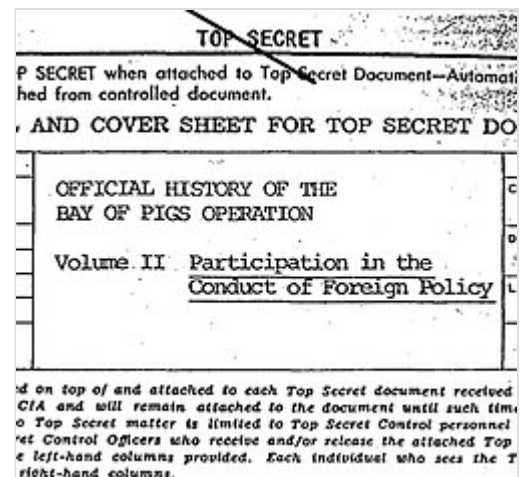 TOP SECRET
P SECRET when attached to Top Secret Document—Automati
hed from controlled document.
AND COVER SHEET FOR TOP SECRET DO
OFFICIAL HISTORY OF THE
BAY OF PIGS OPERATION
C
D
Volume II Participation in the
Conduct of Foreign Policy
L
ed on top of and attached to each Top Secret document received
CIA and will remain attached to the document until such time
o Top Secret matter is limited to Top Secret Control personnel
et Control Officers who receive and/or release the attached Top
e left-hand columns provided. Each individual who sees the T
right-hand columns.